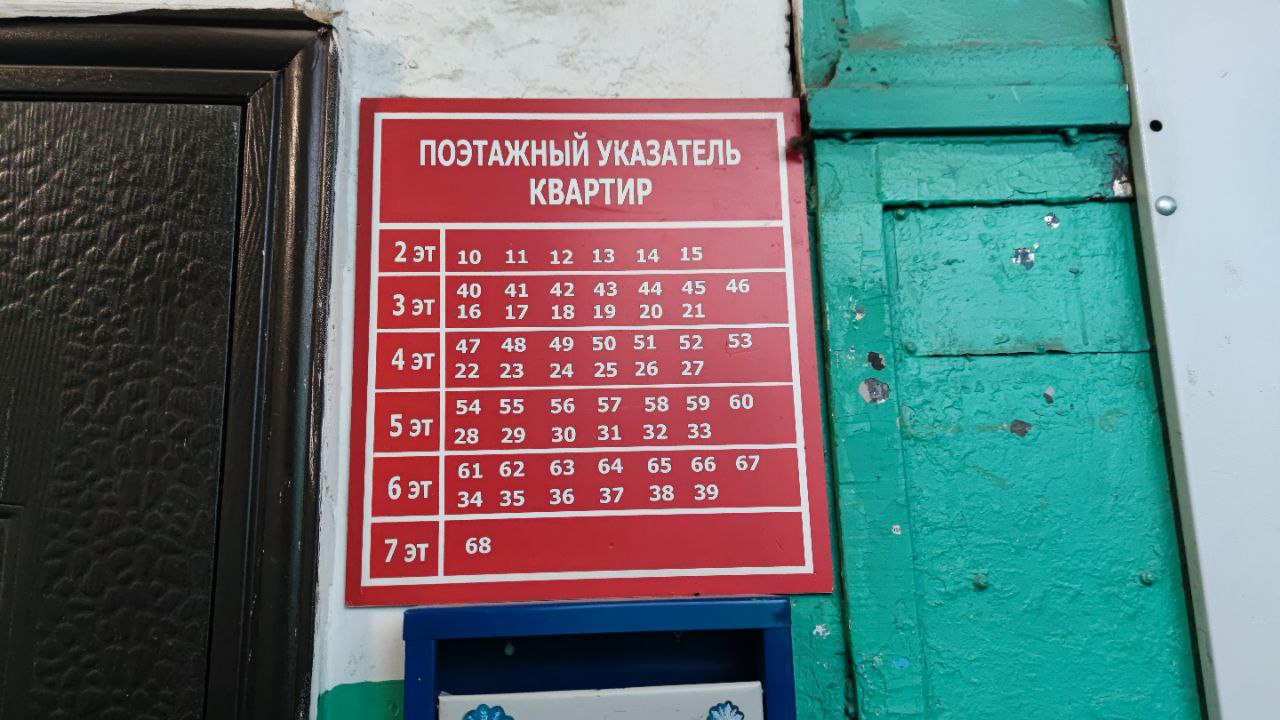 ПОЭТАЖНЫЙ УКАЗАТЕЛЬ
КВАРТИР
2 эт 10 11 12 13 14 15
3 эт 40 41 42 43 44 45 46
16 17 18 19 20 21
4 эт 47 48 49 50 51 52 53
22 23 24 25 26 27
5 эт 54 55 56 57 58 59 60
28 29 30 31 32 33
6 эт 61 62 63 64 65 66 67
34 35 36 37 38 39
7 эт 68